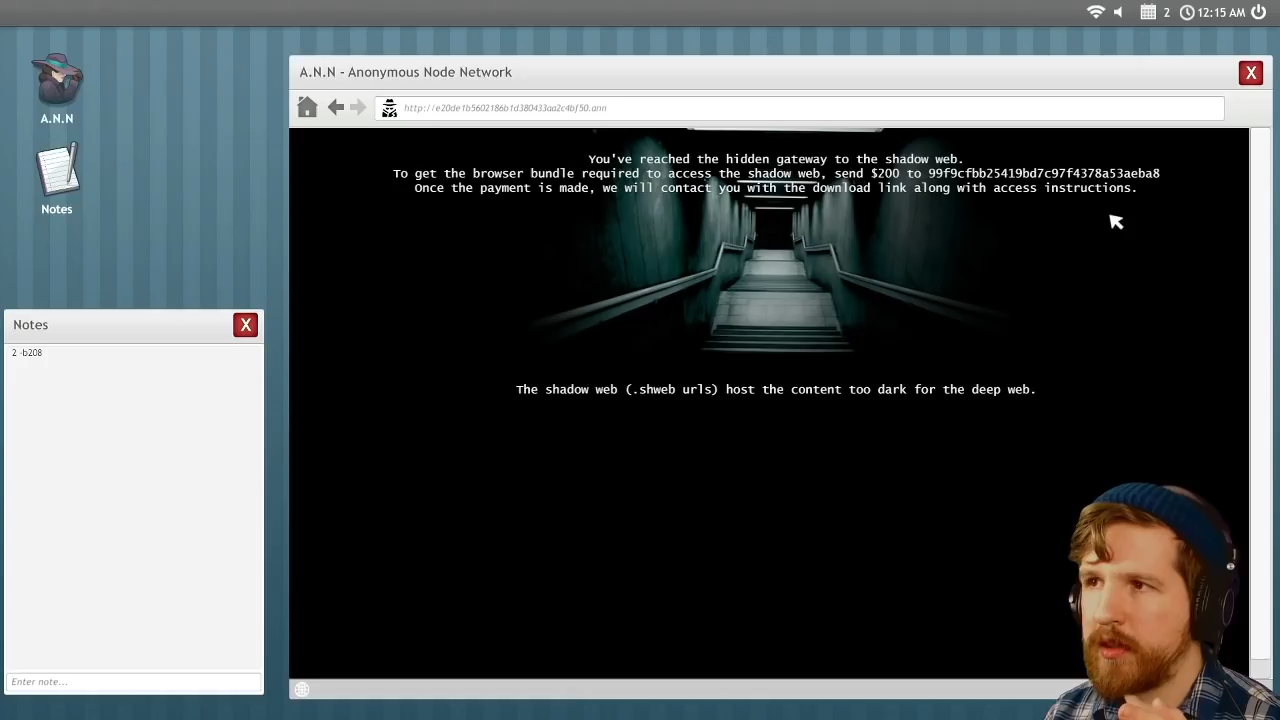 2 12:15 AM
A.N.N
Notes
A.N.N - Anonymous Node Network
http://e20de1b5602186b1d380433aa2c4bf50.ann
You've reached the hidden gateway to the shadow web.
To get the browser bundle required to access the shadow web, send $200 to 99f9cfbb25419bd7c97f4378a53aeba8
Once the payment is made, we will contact you with the download link along with access instructions.
The shadow web (.shweb urls) host the content too dark for the deep web.
Notes
2 -b208
Enter note...